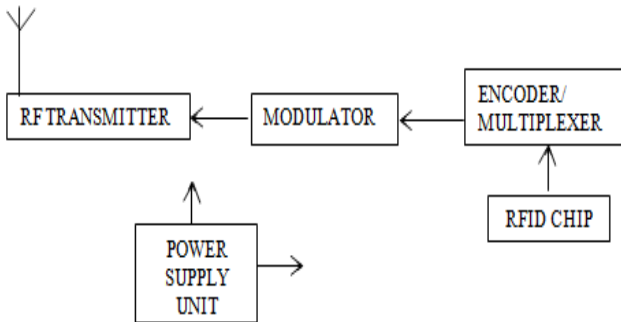 RF TRANSMITTER
MODULATOR
ENCODER/
MULTIPLEXER
RFID CHIP
POWER
SUPPLY
UNIT